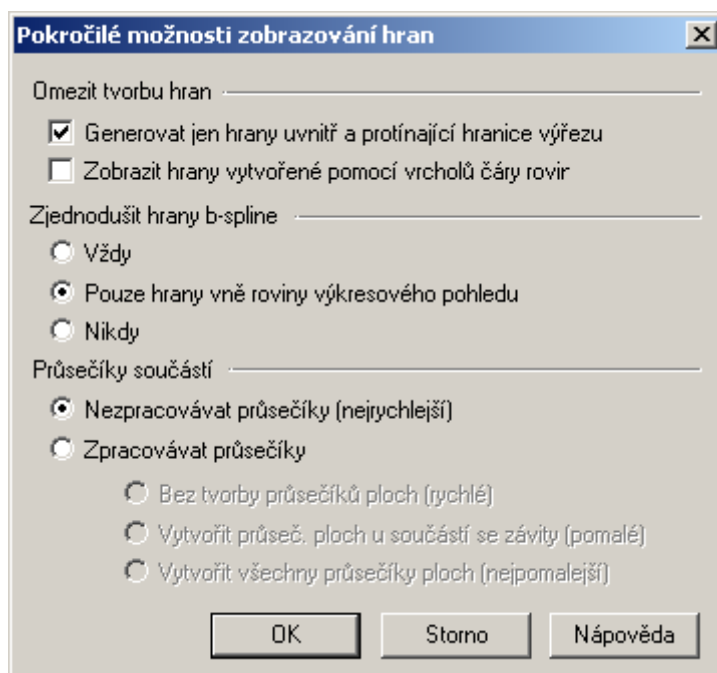 Pokročilé možnosti zobrazování hran
Omezit tvorbu hran
Generovat jen hrany uvnitř a protínající hranice výřezu
Zobrazit hrany vytvořené pomocí vrcholů čáry rovir
Zjednodušit hrany b-spline
Vždy
Pouze hrany vně roviny výkresového pohledu
Nikdy
Průsečíky součástí
Nezpracovávat průsečíky (nejrychlejší)
Zpracovávat průsečíky
Bez tvorby průsečíků ploch (rychlé)
Vytvořit průseč. ploch u součástí se závity (pomalé)
Vytvořit všechny průsečíky ploch (nejpomalejší)
OK Storno Nápověda